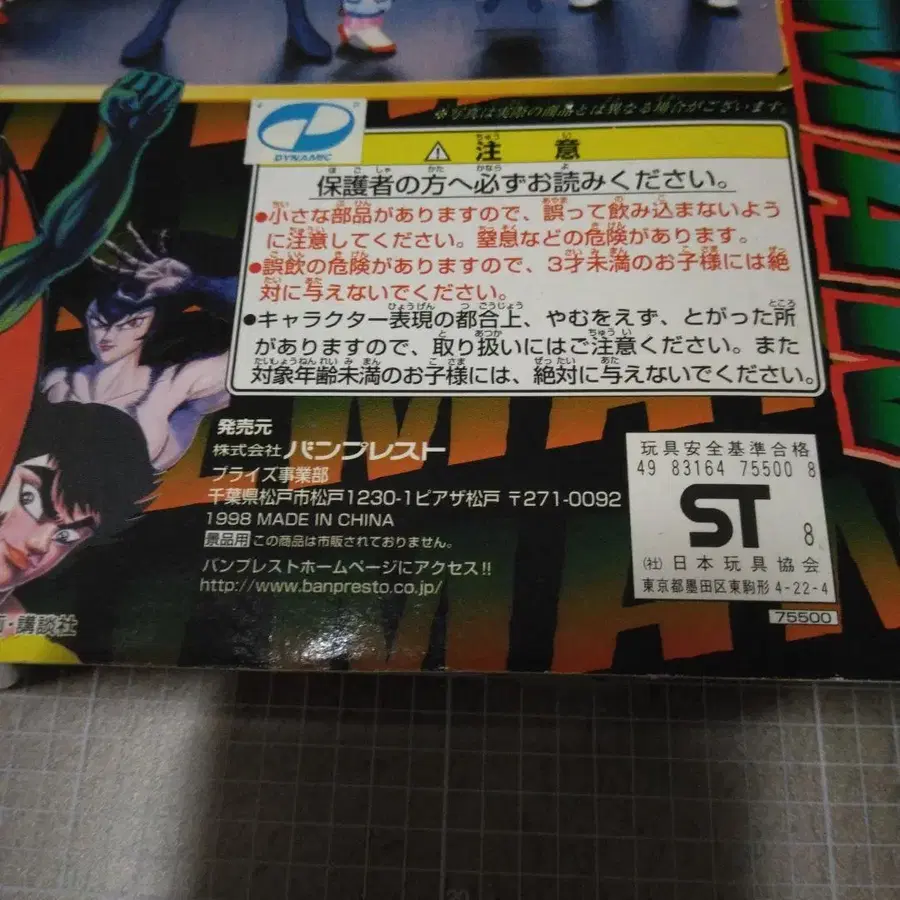 ※写真は実際の商品とは異なる場合がございます。
DYNAMIC
⚠ 注意
保護者の方へ必ずお読みください。
●小さな部品がありますので、誤って飲み込まないよう
に注意してください。窒息などの危険があります。
●誤飲の危険がありますので、3才未満のお子様には絶
対に与えないでください。
●キャラクター表現の都合上、やむをえず、とがった所
がありますので、取り扱いにはご注意ください。また
対象年齢未満のお子様には、絶対に与えないでください。
発売元
株式会社 バンプレスト
プライズ事業部
千葉県松戸市松戸1230-1ピアザ松戸 〒271-0092
1998 MADE IN CHINA
景品用 この商品は市販されておりません。
バンプレストホームページにアクセス!!
http://www.banpresto.co.jp/
玩具安全基準合格
49 83164 75500 8
ST 8
(社) 日本玩具協会
東京都墨田区東駒形 4-22-4
75500
・講談社
MAN